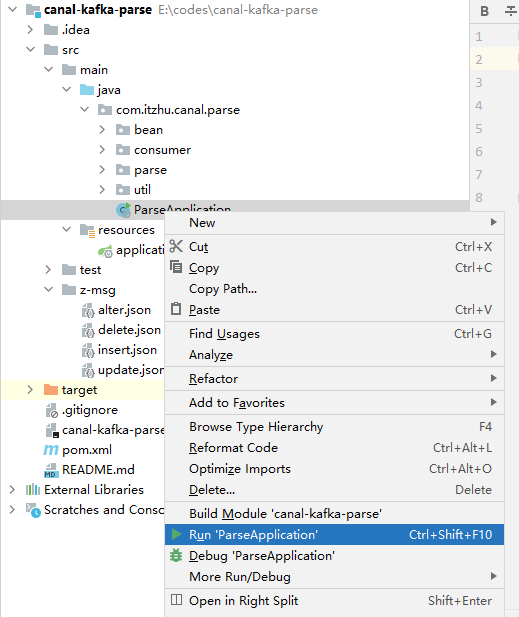 canal-kafka-parse E:\codes\canal-kafka-parse
.idea
src
main
java
com.itzhu.canal.parse
bean
consumer
parse
util
ParseApplication
resources
applicati
test
z-msg
alter.json
delete.json
insert.json
update.json
target
.gitignore
canal-kafka-parse
pom.xml
README.md
External Libraries
Scratches and Conso
New
Cut Ctrl+X
Copy Ctrl+C
Copy Path...
Paste Ctrl+V
Find Usages Ctrl+G
Analyze
Refactor
Add to Favorites
Browse Type Hierarchy F4
Reformat Code Ctrl+Alt+L
Optimize Imports Ctrl+Alt+O
Delete... Delete
Build Module 'canal-kafka-parse'
Run 'ParseApplication' Ctrl+Shift+F10
Debug 'ParseApplication'
More Run/Debug
Open in Right Split Shift+Enter
B
1
2
3
4
5
6
7
8